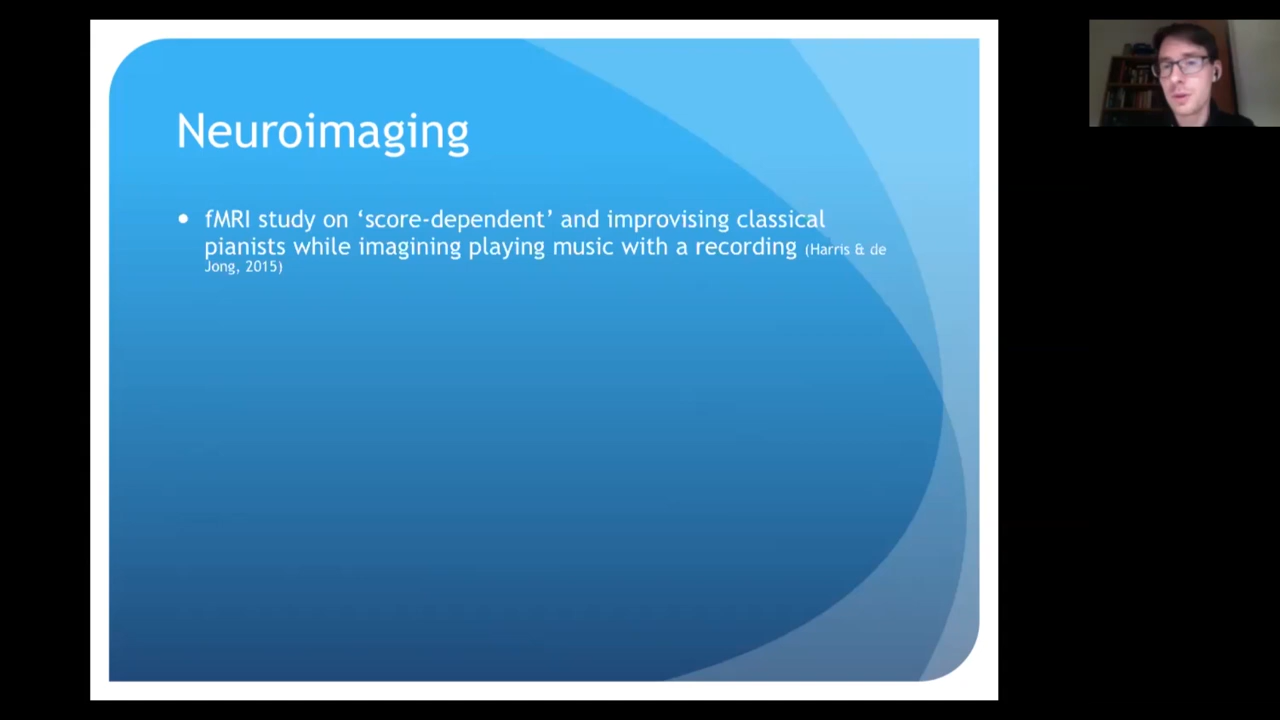 Neuroimaging
• fMRI study on ‘score-dependent’ and improvising classical
pianists while imagining playing music with a recording (Harris & de
Jong, 2015)